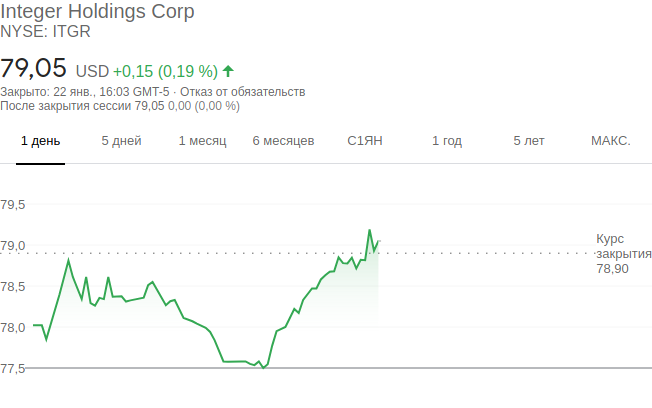 Integer Holdings Corp
NYSE: ITGR
79,05 USD +0,15 (0,19 %)
Закрыто: 22 янв., 16:03 GMT-5 · Отказ от обязательств
После закрытия сессии 79,05 0,00 (0,00 %)
1 день 5 дней 1 месяц 6 месяцев С1ЯН 1 год 5 лет МАКС.
79,5
79,0
78,5
78,0
77,5
Курс
закрытия
78,90